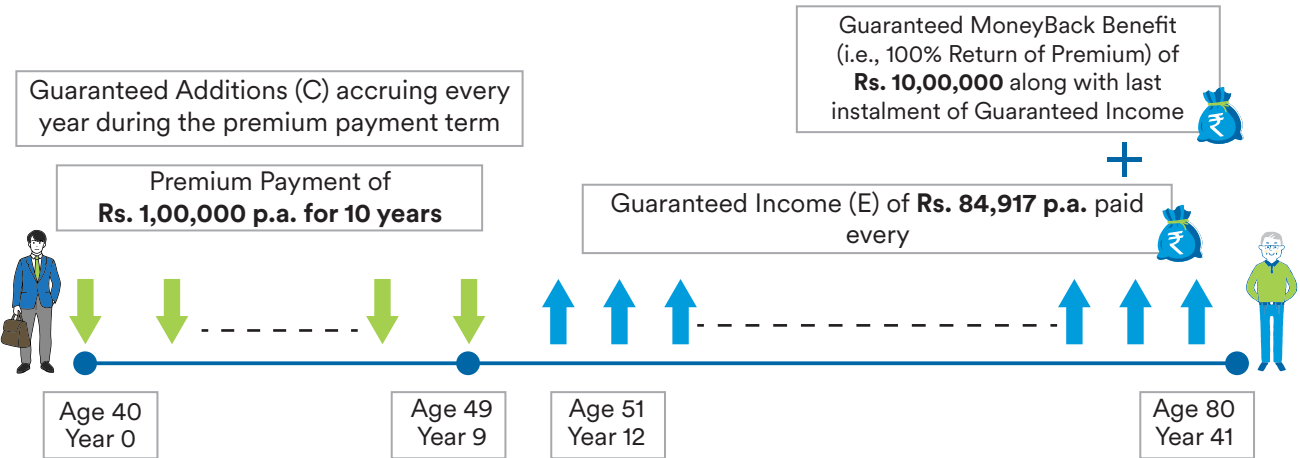 Guaranteed MoneyBack Benefit
(i.e., 100% Return of Premium) of
Rs. 10,00,000 along with last
instalment of Guaranteed Income
₹
Guaranteed Additions (C) accruing every
year during the premium payment term
+
Premium Payment of
Rs. 1,00,000 p.a. for 10 years
Guaranteed Income (E) of Rs. 84,917 p.a. paid
every
₹
Age 40
Year 0
Age 49
Year 9
Age 51
Year 12
Age 80
Year 41